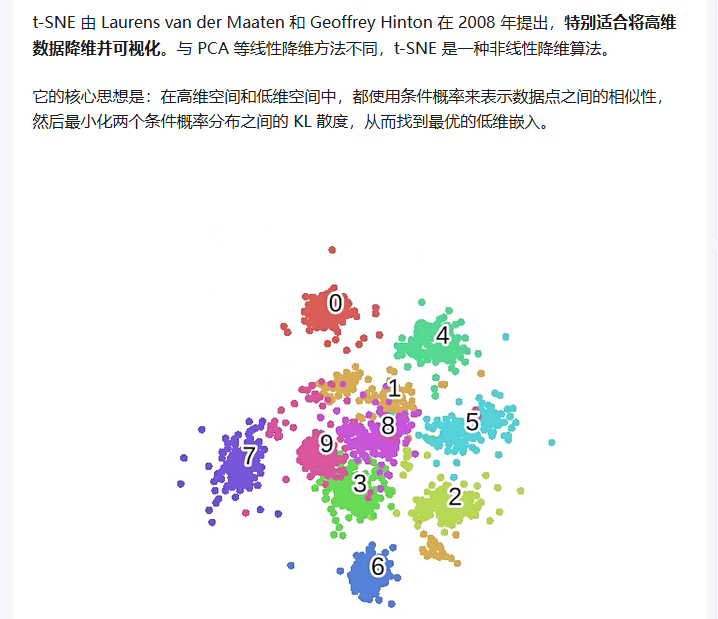 t-SNE 由 Laurens van der Maaten 和 Geoffrey Hinton 在 2008 年提出，特别适合将高维
数据降维并可视化。与 PCA 等线性降维方法不同，t-SNE 是一种非线性降维算法。
它的核心思想是：在高维空间和低维空间中，都使用条件概率来表示数据点之间的相似性，
然后最小化两个条件概率分布之间的 KL 散度，从而找到最优的低维嵌入。
0
4
1
5
8
9
7
3
2
6